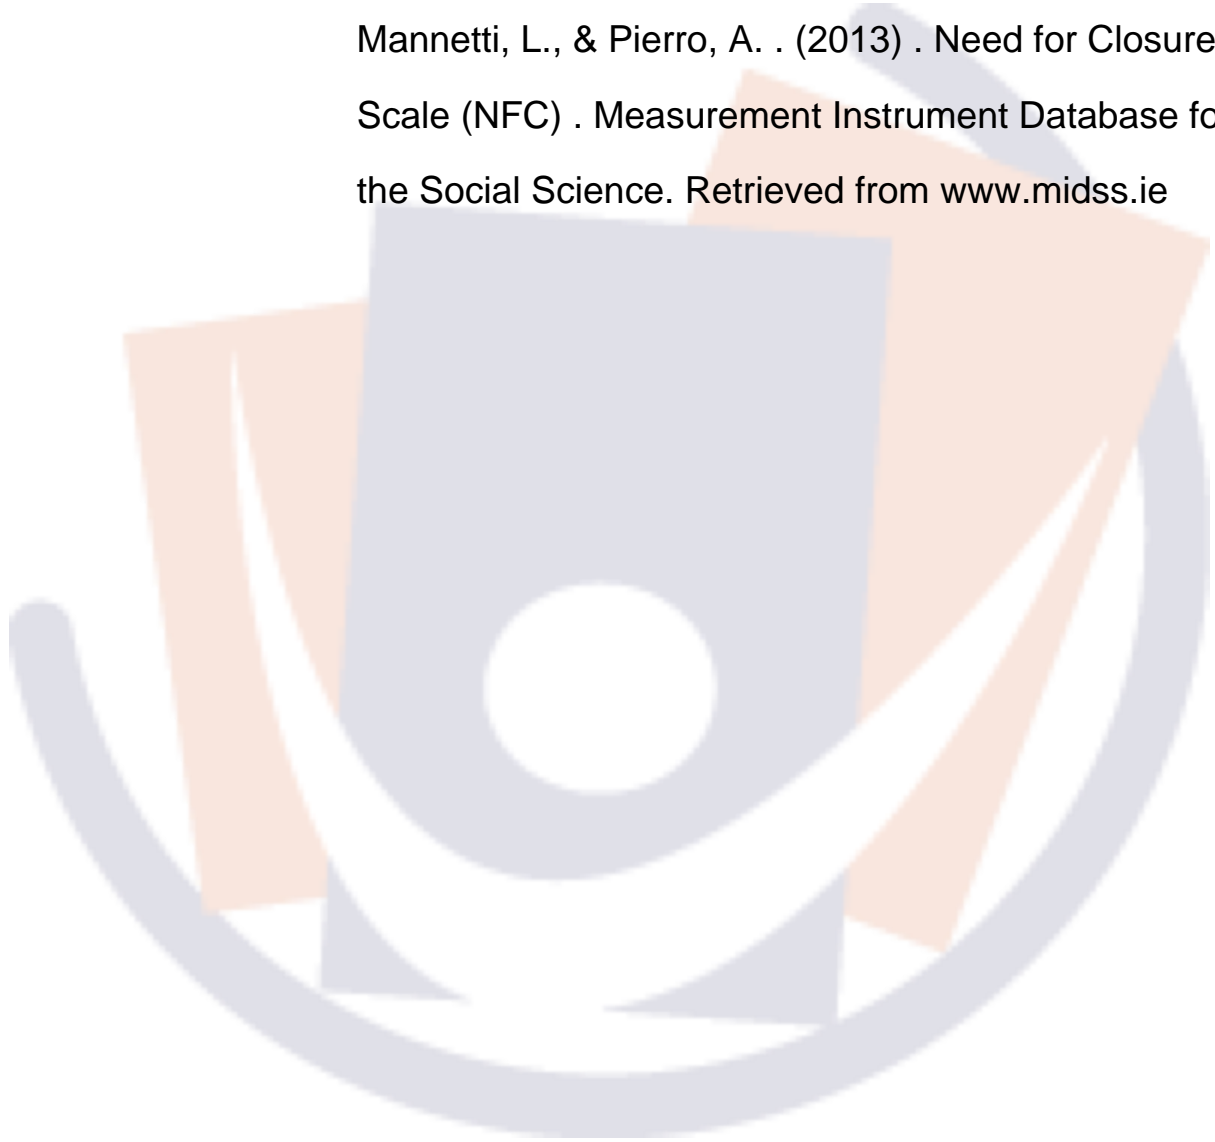 Mannetti, L., & Pierro, A. . (2013) . Need for Closure
Scale (NFC) . Measurement Instrument Database fo
the Social Science. Retrieved from www.midss.ie